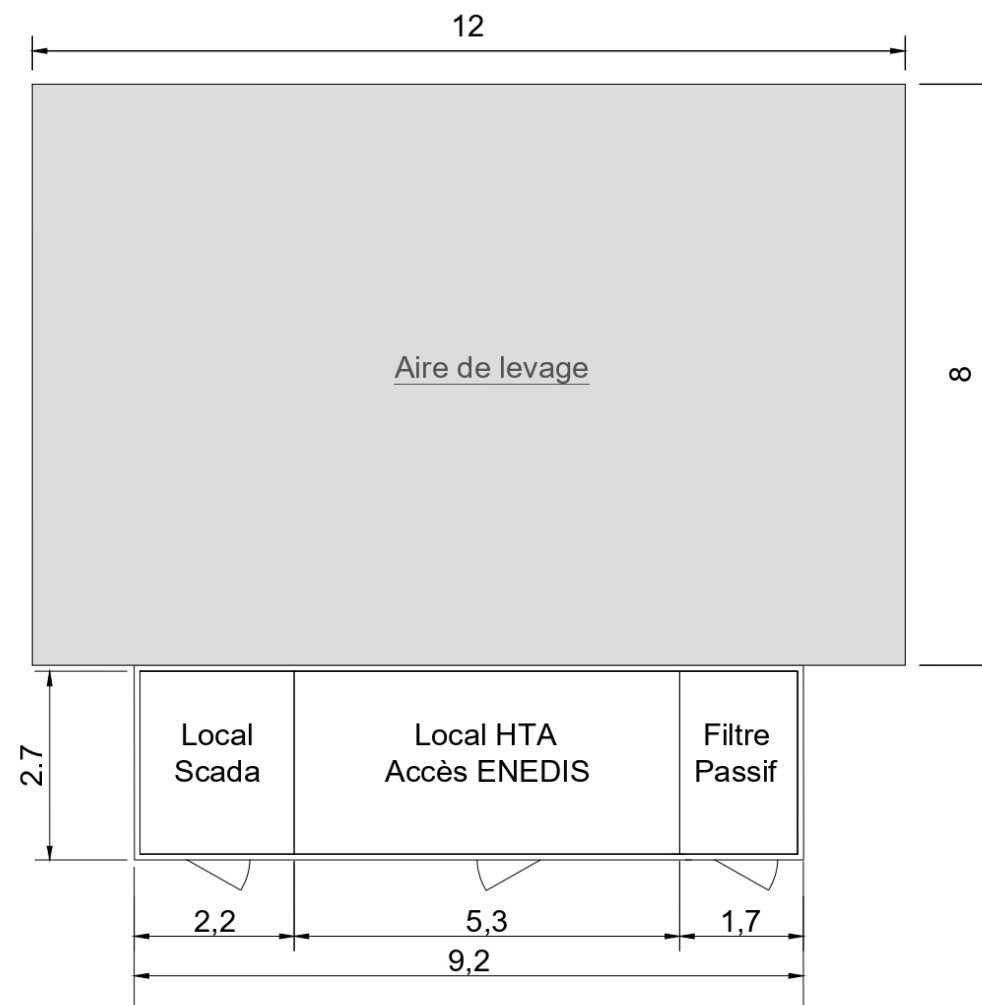 12
8
Aire de levage
2.7
Local
Scada
Local HTA
Accès ENEDIS
Filtre
Passif
2,2
5,3
1,7
9,2